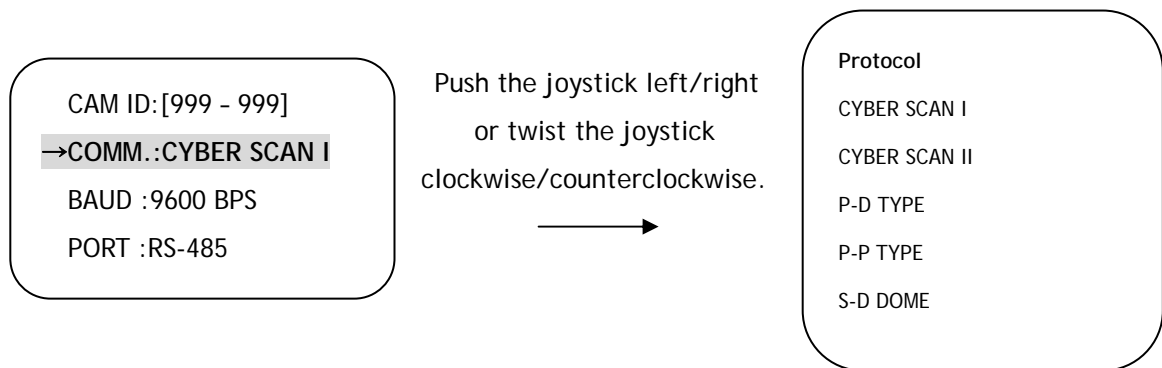 CAM ID:[999 – 999]
→COMM.:CYBER SCAN I
BAUD :9600 BPS
PORT :RS-485
Push the joystick left/right
or twist the joystick
clockwise/counterclockwise.
Protocol
CYBER SCAN I
CYBER SCAN II
P-D TYPE
P-P TYPE
S-D DOME